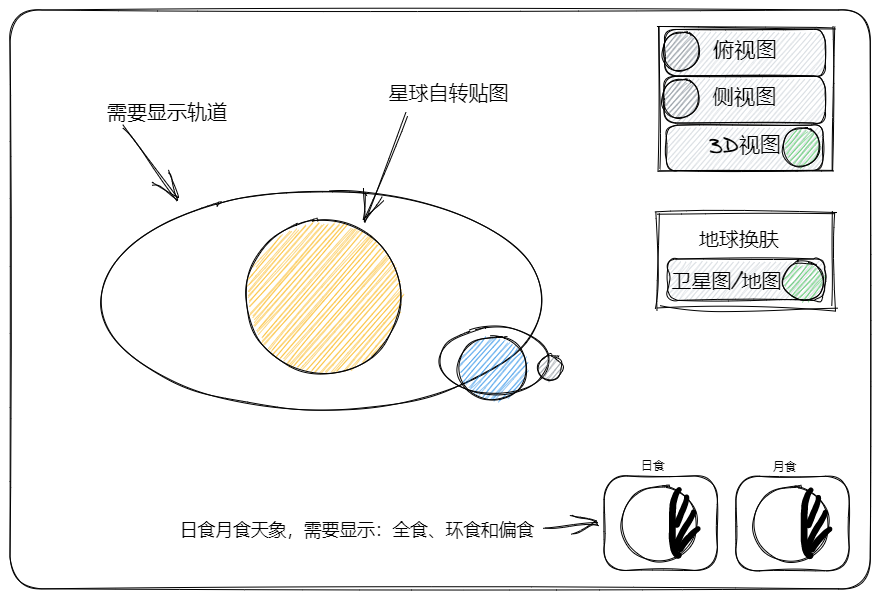 俯视图
侧视图
3D视图
星球自转贴图
需要显示轨道
地球换肤
卫星图/地图
日食
月食
日食月食天象，需要显示：全食、环食和偏食